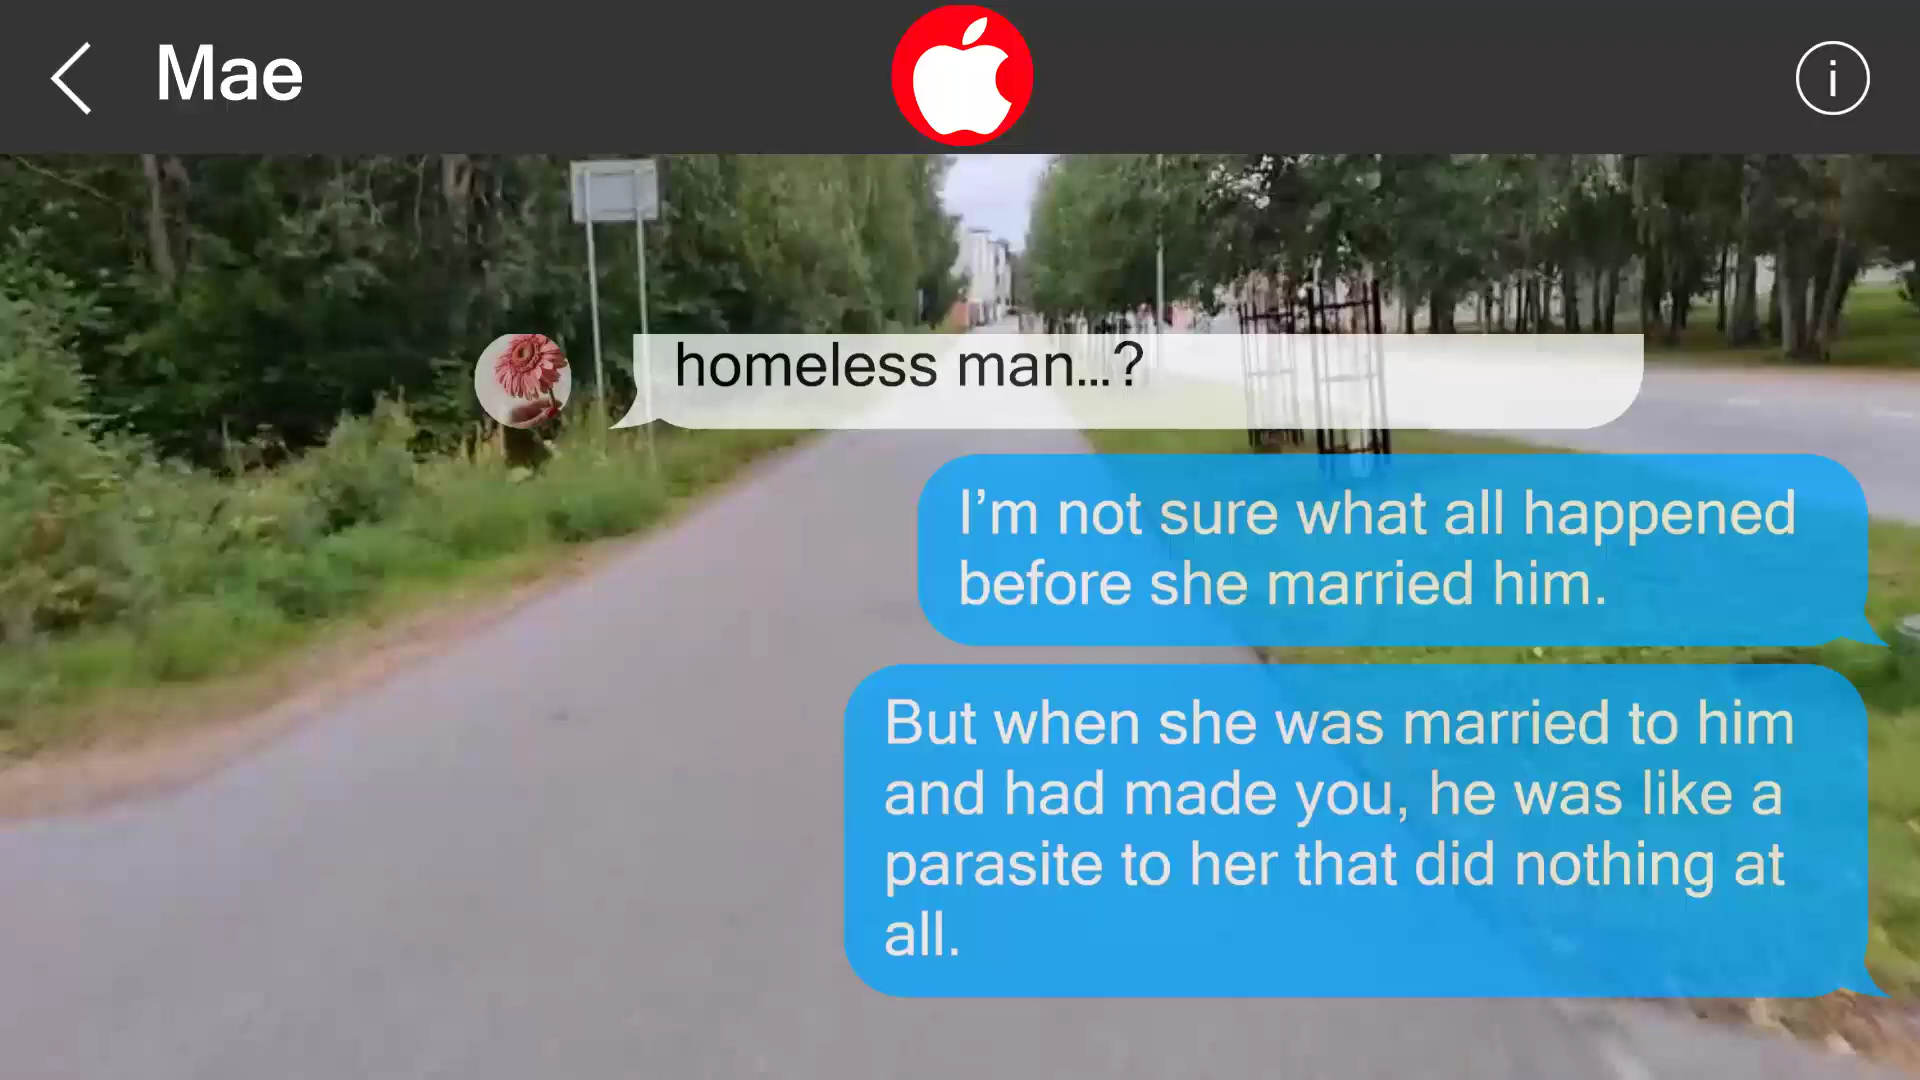 Mae
homeless man...?
I’m not sure what all happened
before she married him.
But when she was married to him
and had made you, he was like a
parasite to her that did nothing at
all.